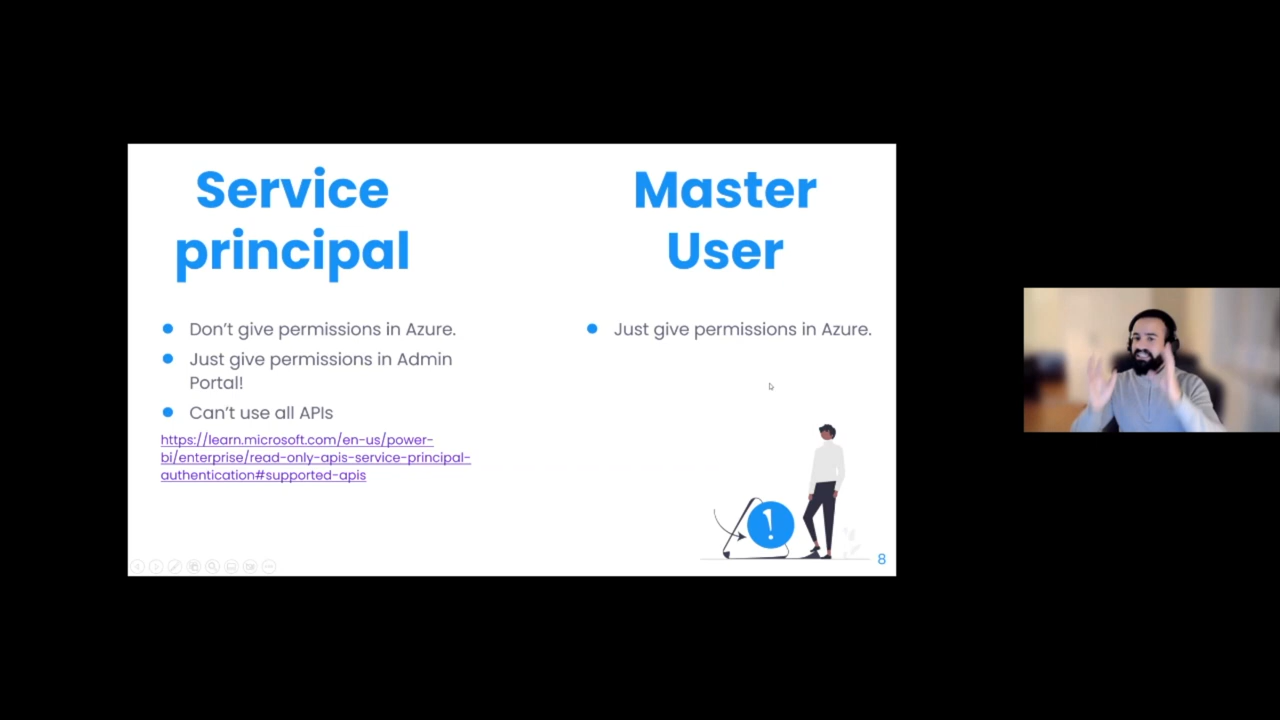 Service
principal
Don't give permissions in Azure.
Just give permissions in Admin
Portal!
Can't use all APIs
https://learn.microsoft.com/en-us/power-
bi/enterprise/read-only-apis-service-principal-
authentication#supported-apis
Master
User
Just give permissions in Azure.
!
8